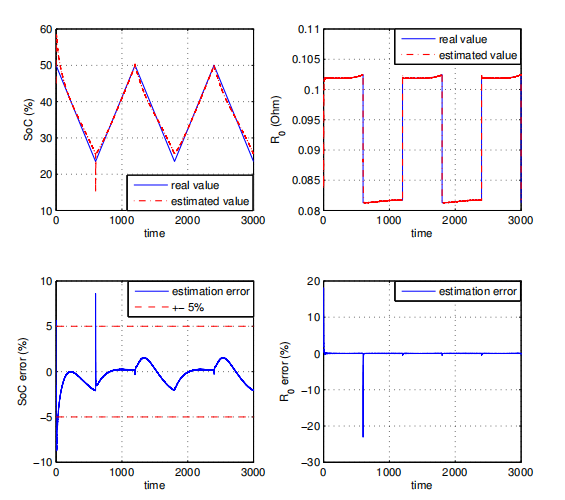 60
50
40
30
20
10
SoC (%)
real value
estimated value
0
1000
2000
3000
time
0.11
0.105
0.1
0.095
0.09
0.085
0.08
R0 (Ohm)
real value
estimated value
0
1000
2000
3000
time
10
5
0
−5
−10
SoC error (%)
estimation error
+− 5%
0
1000
2000
3000
time
20
10
0
−10
−20
−30
R0 error (%)
estimation error
0
1000
2000
3000
time